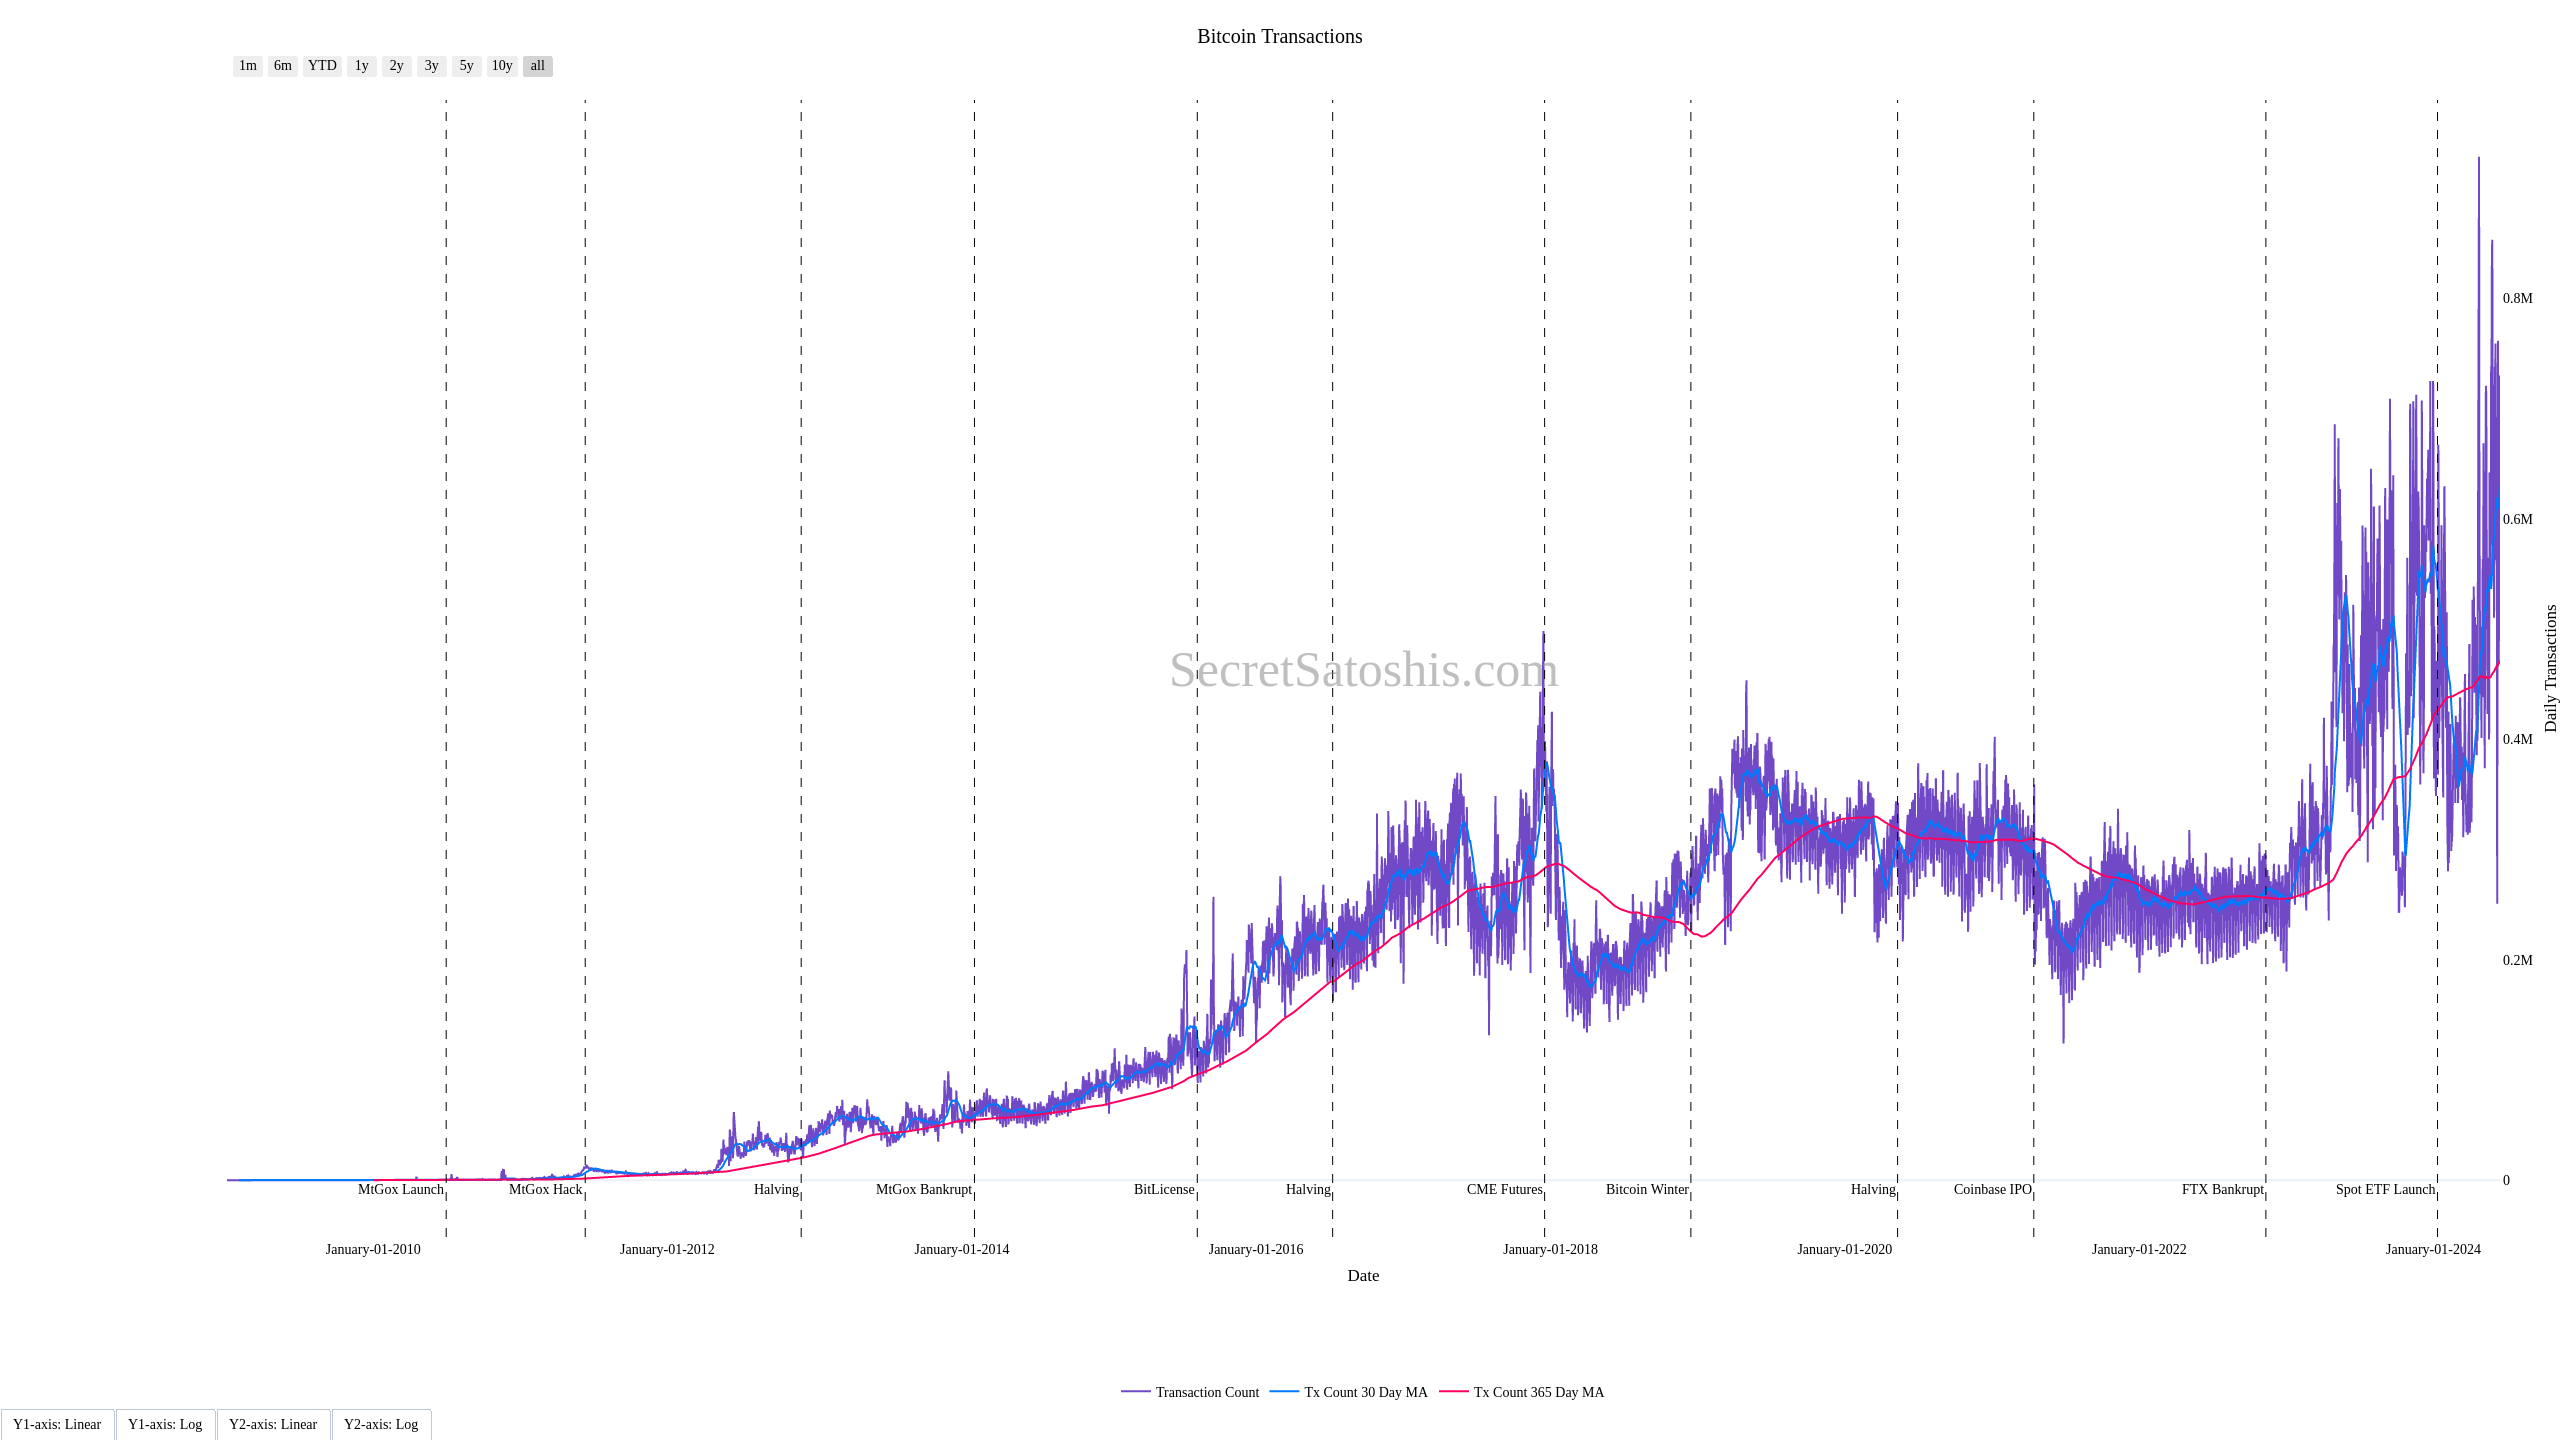 Bitcoin Transactions
1m 6m YTD 1y 2y 3y 5y 10y all
0.8M
0.6M
SecretSatoshis.com
Daily Transactions
0.4M
0.2M
0
MtGox Launch MtGox Hack Halving MtGox Bankrupt BitLicense Halving CME Futures Bitcoin Winter Halving Coinbase IPO FTX Bankrupt Spot ETF Launch
January-01-2010 January-01-2012 January-01-2014 January-01-2016 January-01-2018 January-01-2020 January-01-2022 January-01-2024
Date
Transaction Count Tx Count 30 Day MA Tx Count 365 Day MA
Y1-axis: Linear Y1-axis: Log Y2-axis: Linear Y2-axis: Log